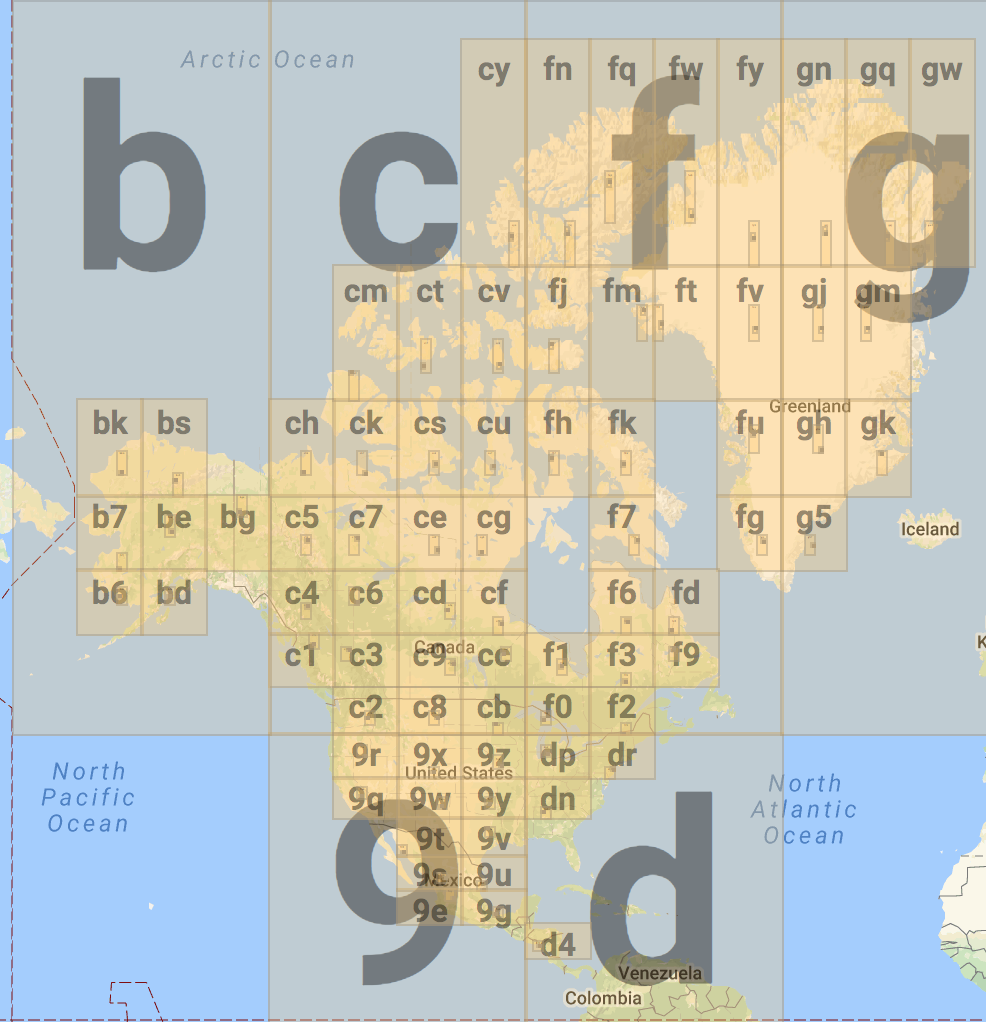 Arctic Ocean
cy fn fq fw fy gn gq gw
b c f g
cm ct cv fj fm ft fv gj gm
Greenland
bk bs ch ck cs cu fh fk fu gh gk
b7 be bg c5 c7 ce cg f7 fg g5
Iceland
b6 bd c4 c6 cd cf f6 fd
K
Canada
c1 c3 c9 cc f1 f3 f9
c2 c8 cb f0 f2
9r 9x 9z dp dr
United States
North
Pacific
Ocean
North
Atlantic
Ocean
9q 9w 9y dn
9 d
9t 9v
9s 9u
Mexico
9e 9g
d4
Venezuela
Colombia